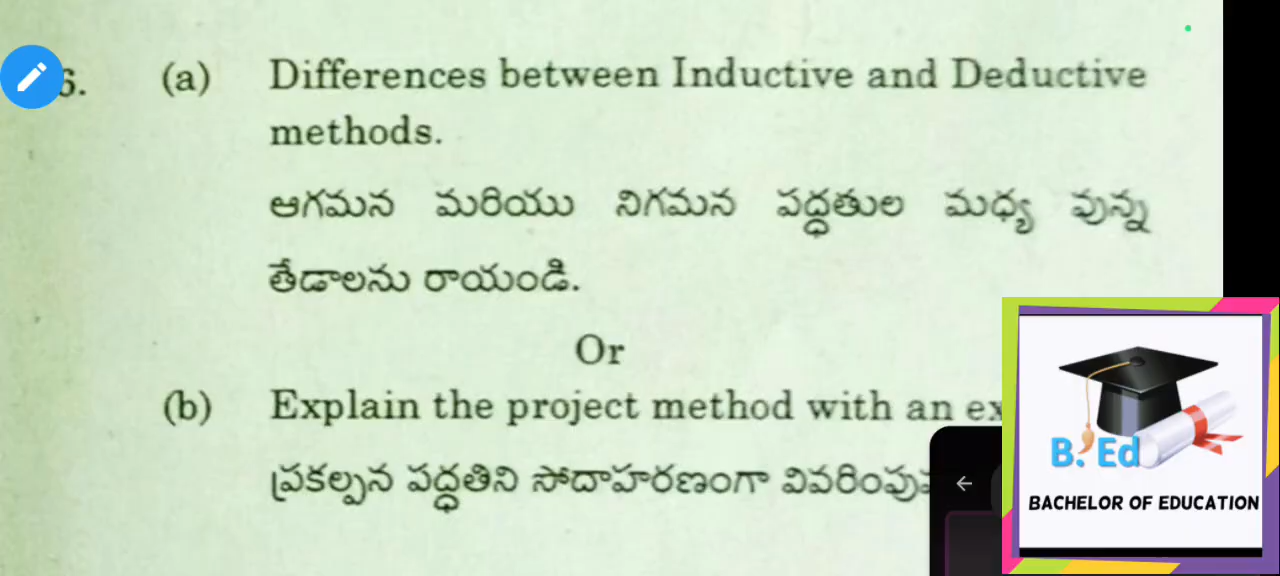 6. (a) Differences between Inductive and Deductive
methods.
ఆగమన మరియు నిగమన పద్ధతుల మధ్య వున్న
తేడాలను రాయండి.
Or
(b) Explain the project method with an
ప్రకల్పన పద్ధతిని సోదాహరణంగా
B. Ed
BACHELOR OF EDUCATION